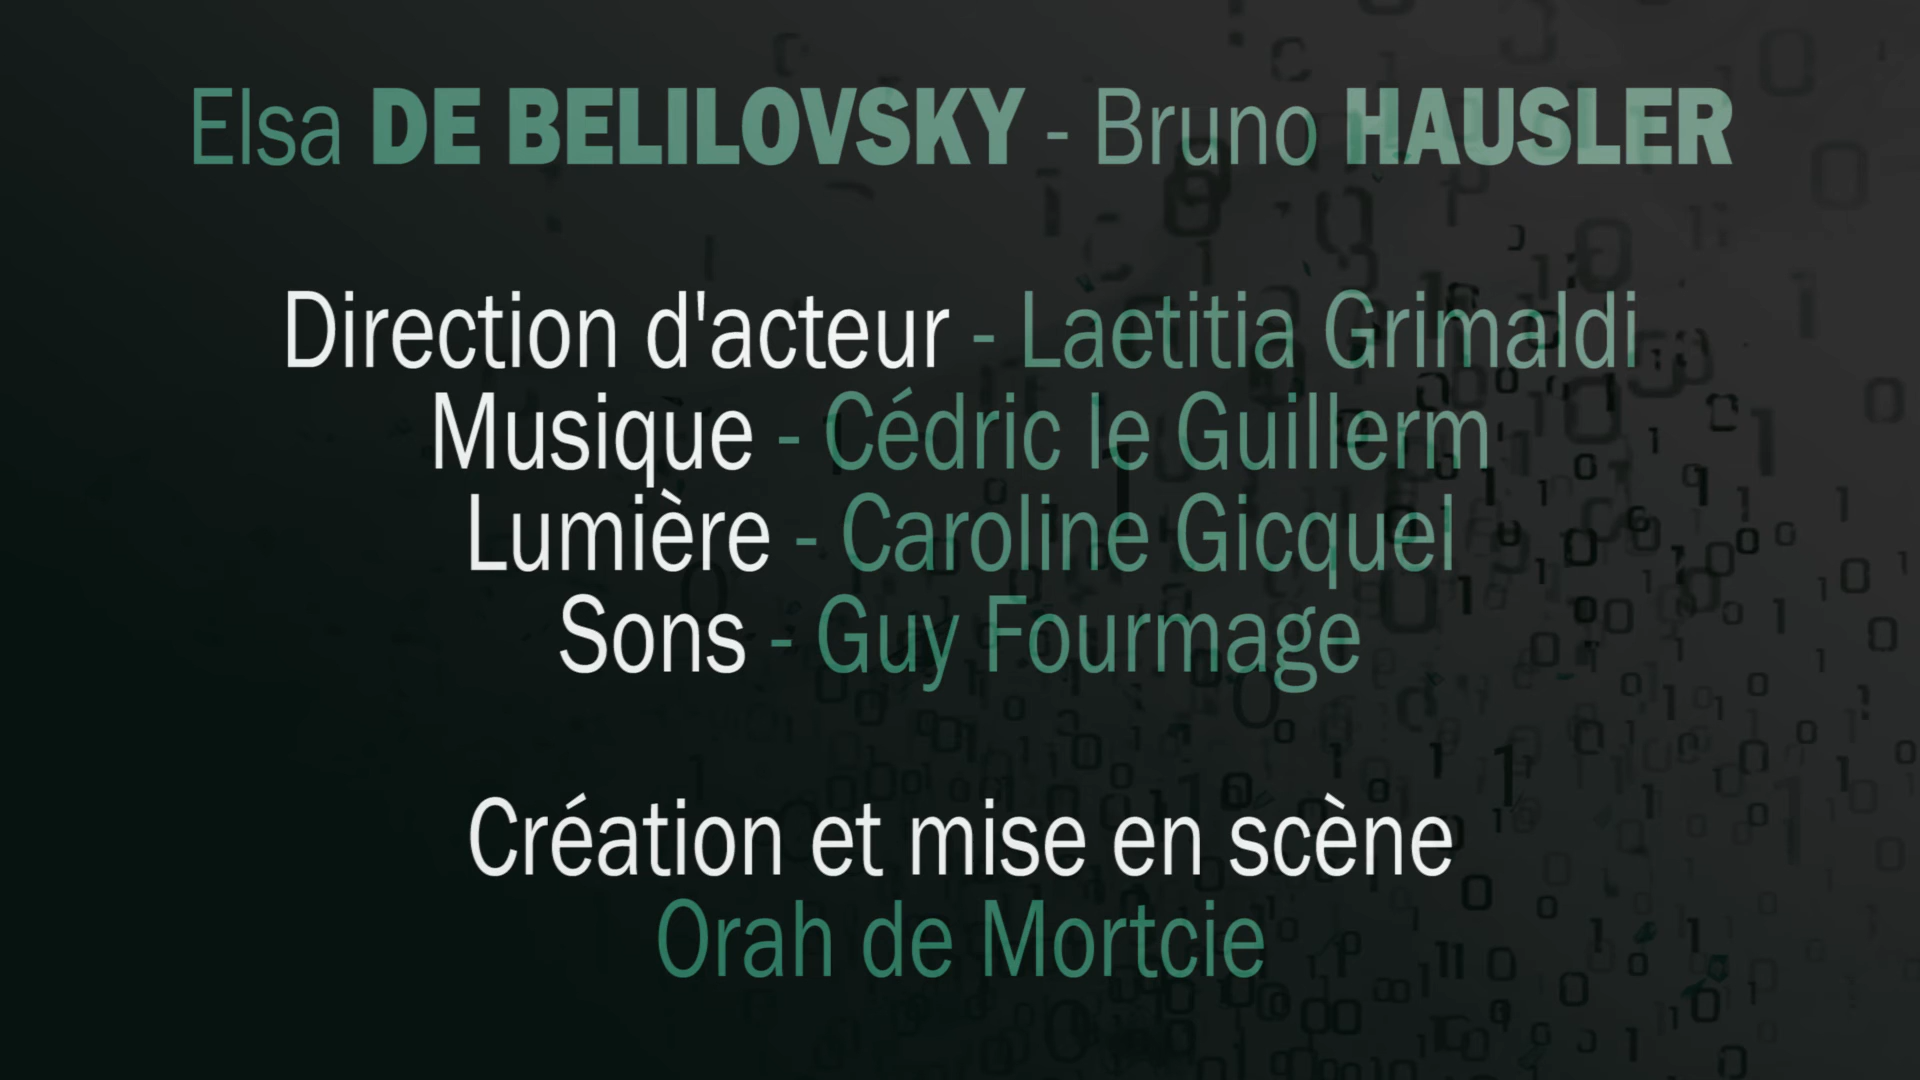 Elsa DE BELILOVSKY - Bruno HAUSLER
Direction d'acteur - Laetitia Grimaldi
Musique - Cédric le Guillerm
Lumière - Caroline Gicquel
Sons - Guy Fourmage
Création et mise en scène
Orah de Mortcie